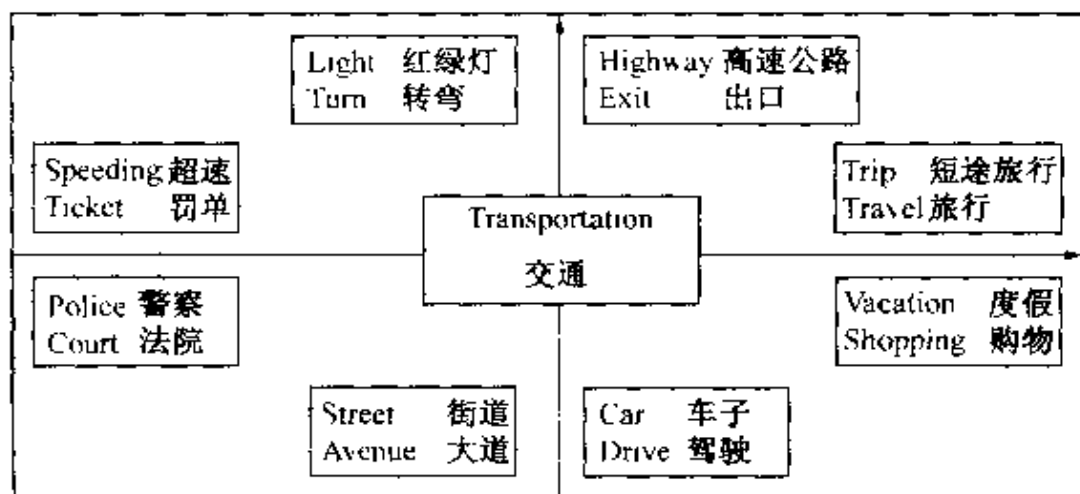 Light 红绿灯
Turn 转弯
Highway 高速公路
Exit 出口
Speeding 超速
Ticket 罚单
Trip 短途旅行
Travel 旅行
Transportation
交通
Police 警察
Court 法院
Vacation 度假
Shopping 购物
Street 街道
Avenue 大道
Car 车子
Drive 驾驶